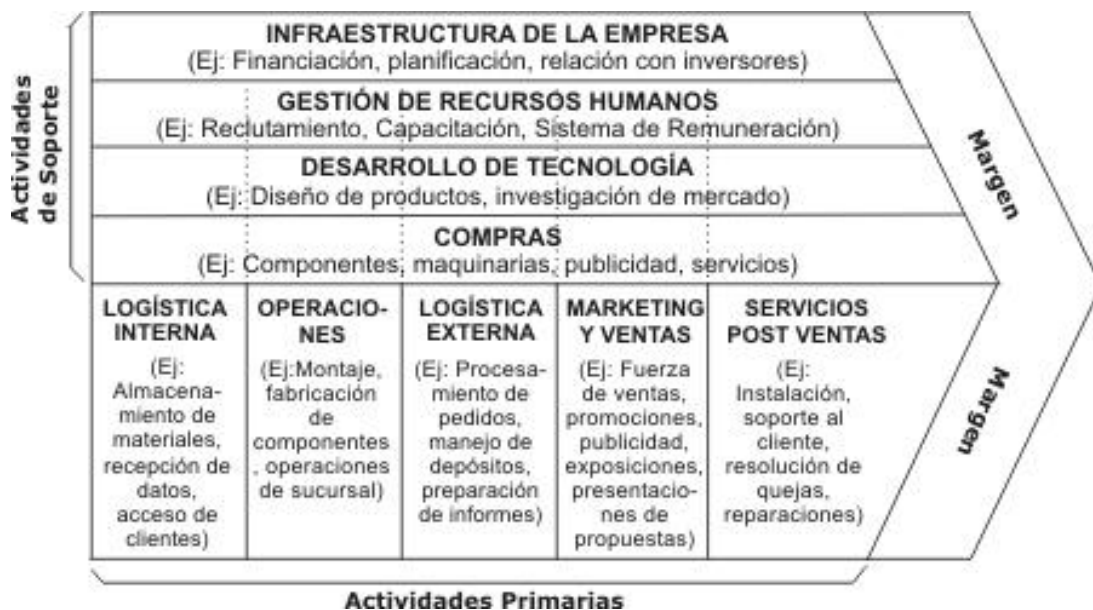 Actividades
de Soporte
INFRAESTRUCTURA DE LA EMPRESA
(Ej: Financiación, planificación, relación con inversores)
GESTIÓN DE RECURSOS HUMANOS
(Ej: Reclutamiento, Capacitación, Sistema de Remuneración)
DESARROLLO DE TECNOLOGÍA
(Ej: Diseño de productos, investigación de mercado)
COMPRAS
(Ej: Componentes, maquinarias, publicidad, servicios)
Margen
LOGÍSTICA
INTERNA
(Ej:
Almacena-
miento de
materiales,
recepción de
datos,
acceso de
clientes)
OPERACIO-
NES
(Ej:Montaje,
fabricación
de
componentes
, operaciones
de sucursal)
LOGÍSTICA
EXTERNA
(Ej: Procesa-
miento de
pedidos,
manejo de
depósitos,
preparación
de informes)
MARKETING
Y VENTAS
(Ej: Fuerza
de ventas,
promociones,
publicidad,
exposiciones,
presentacio-
nes de
propuestas)
SERVICIOS
POST VENTAS
(Ej:
Instalación,
soporte al
cliente,
resolución de
quejas,
reparaciones)
Margen
Actividades Primarias